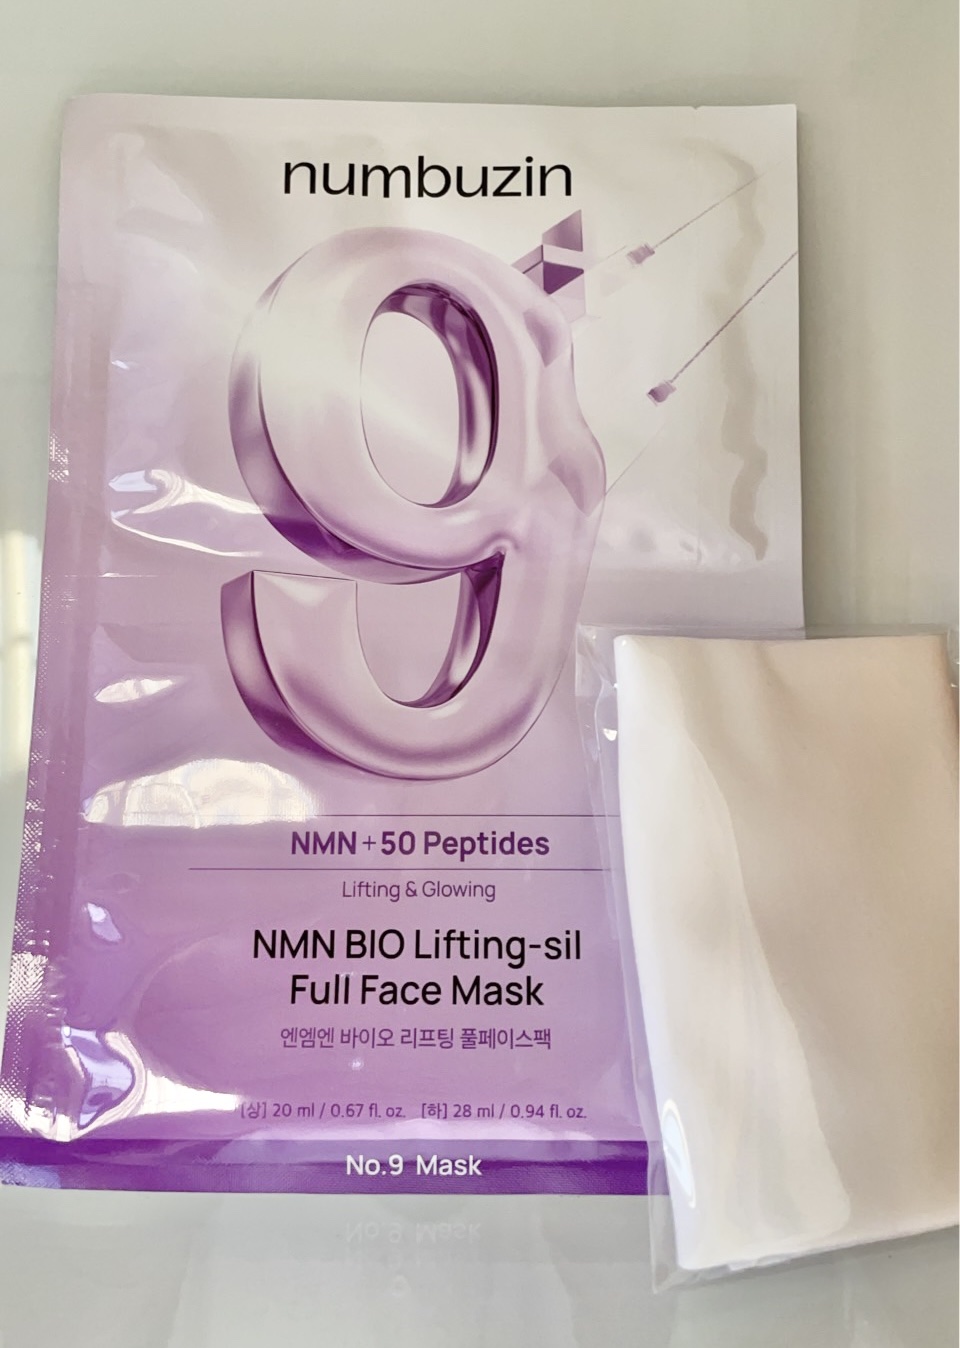 numbuzin
9
NMN+50 Peptides
Lifting & Glowing
NMN BIO Lifting-sil
Full Face Mask
엔엠엔 바이오 리프팅 풀페이스팩
[상] 20 ml / 0.67 fl. oz. [하] 28 ml / 0.94 fl. oz.
No.9 Mask